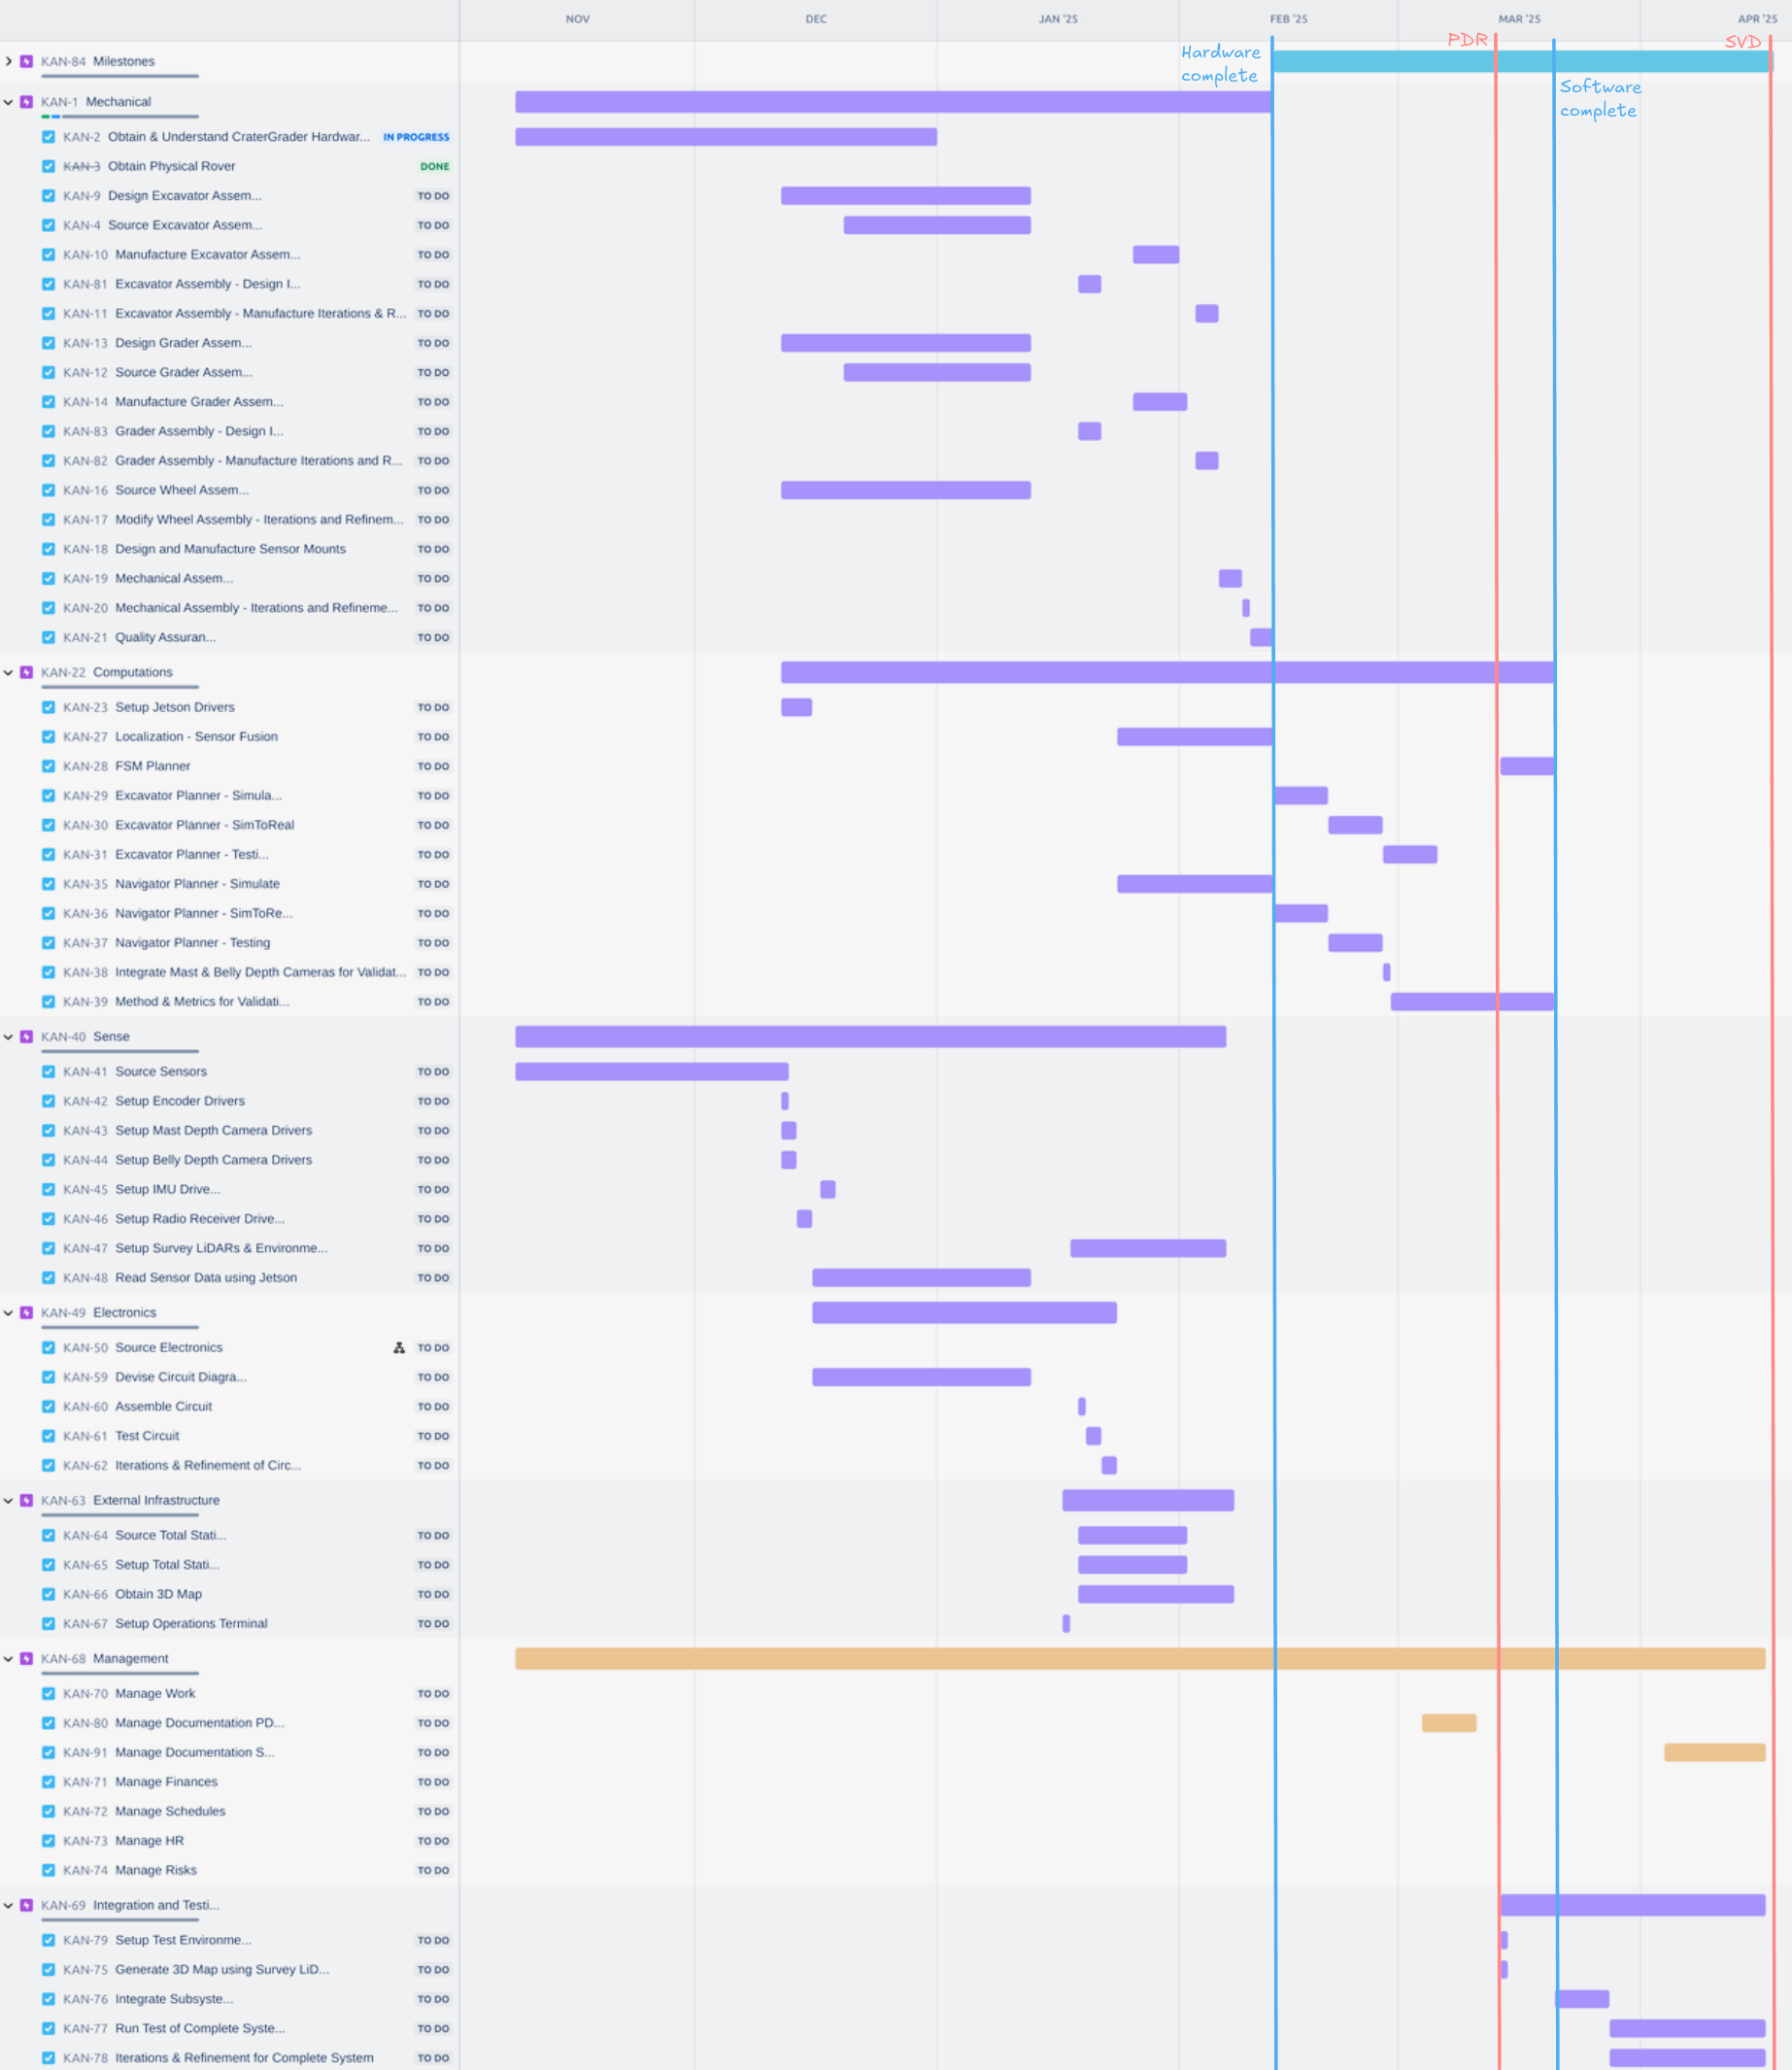 NOV DEC JAN '25 FEB '25 MAR '25 APR '25
PDR SVD
Hardware
complete
Software
complete
KAN-84 Milestones
KAN-1 Mechanical
KAN-2 Obtain & Understand CraterGrader Hardwar... IN PROGRESS
KAN-3 Obtain Physical Rover DONE
KAN-9 Design Excavator Assem... TO DO
KAN-4 Source Excavator Assem... TO DO
KAN-10 Manufacture Excavator Assem... TO DO
KAN-81 Excavator Assembly - Design I... TO DO
KAN-11 Excavator Assembly - Manufacture Iterations & R... TO DO
KAN-13 Design Grader Assem... TO DO
KAN-12 Source Grader Assem... TO DO
KAN-14 Manufacture Grader Assem... TO DO
KAN-83 Grader Assembly - Design I... TO DO
KAN-82 Grader Assembly - Manufacture Iterations and R... TO DO
KAN-16 Source Wheel Assem... TO DO
KAN-17 Modify Wheel Assembly - Iterations and Refinem... TO DO
KAN-18 Design and Manufacture Sensor Mounts TO DO
KAN-19 Mechanical Assem... TO DO
KAN-20 Mechanical Assembly - Iterations and Refineme... TO DO
KAN-21 Quality Assuran... TO DO
KAN-22 Computations
KAN-23 Setup Jetson Drivers TO DO
KAN-27 Localization - Sensor Fusion TO DO
KAN-28 FSM Planner TO DO
KAN-29 Excavator Planner - Simula... TO DO
KAN-30 Excavator Planner - SimToReal TO DO
KAN-31 Excavator Planner - Testi... TO DO
KAN-35 Navigator Planner - Simulate TO DO
KAN-36 Navigator Planner - SimToRe... TO DO
KAN-37 Navigator Planner - Testing TO DO
KAN-38 Integrate Mast & Belly Depth Cameras for Validat... TO DO
KAN-39 Method & Metrics for Validati... TO DO
KAN-40 Sense
KAN-41 Source Sensors TO DO
KAN-42 Setup Encoder Drivers TO DO
KAN-43 Setup Mast Depth Camera Drivers TO DO
KAN-44 Setup Belly Depth Camera Drivers TO DO
KAN-45 Setup IMU Drive... TO DO
KAN-46 Setup Radio Receiver Drive... TO DO
KAN-47 Setup Survey LiDARs & Environme... TO DO
KAN-48 Read Sensor Data using Jetson TO DO
KAN-49 Electronics
KAN-50 Source Electronics TO DO
KAN-59 Devise Circuit Diagra... TO DO
KAN-60 Assemble Circuit TO DO
KAN-61 Test Circuit TO DO
KAN-62 Iterations & Refinement of Circ... TO DO
KAN-63 External Infrastructure
KAN-64 Source Total Stati... TO DO
KAN-65 Setup Total Stati... TO DO
KAN-66 Obtain 3D Map TO DO
KAN-67 Setup Operations Terminal TO DO
KAN-68 Management
KAN-70 Manage Work TO DO
KAN-80 Manage Documentation PD... TO DO
KAN-91 Manage Documentation S... TO DO
KAN-71 Manage Finances TO DO
KAN-72 Manage Schedules TO DO
KAN-73 Manage HR TO DO
KAN-74 Manage Risks TO DO
KAN-69 Integration and Testi...
KAN-79 Setup Test Environme... TO DO
KAN-75 Generate 3D Map using Survey LiD... TO DO
KAN-76 Integrate Subsyste... TO DO
KAN-77 Run Test of Complete Syste... TO DO
KAN-78 Iterations & Refinement for Complete System TO DO